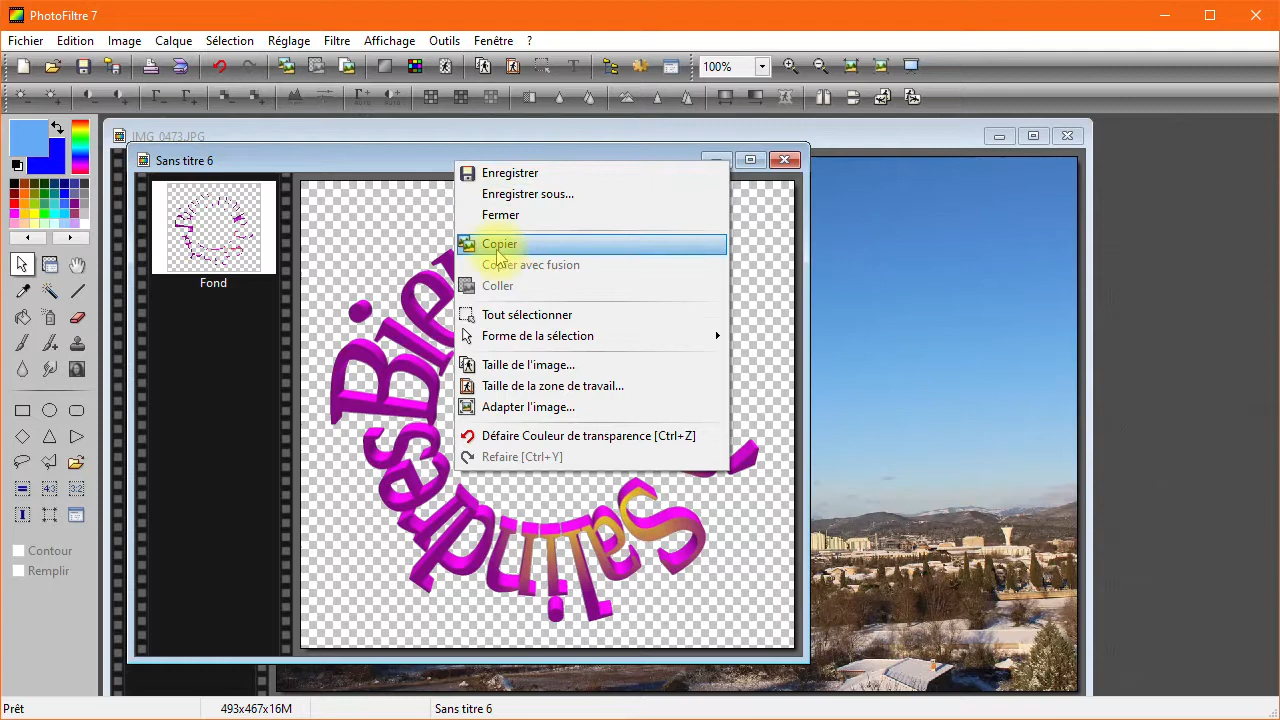 PhotoFiltre 7
Fichier Edition Image Calque Sélection Réglage Filtre Affichage Outils Fenêtre ?
100%
IMG_0473.JPG
Sans titre 6
Fond
Enregistrer
Enregistrer sous...
Fermer
Copier
Copier avec fusion
Coller
Tout sélectionner
Forme de la sélection
Taille de l'image...
Taille de la zone de travail...
Adapter l'image...
Défaire Couleur de transparence [Ctrl+Z]
Refaire [Ctrl+Y]
Contour
Remplir
Prêt 493x467x16M Sans titre 6